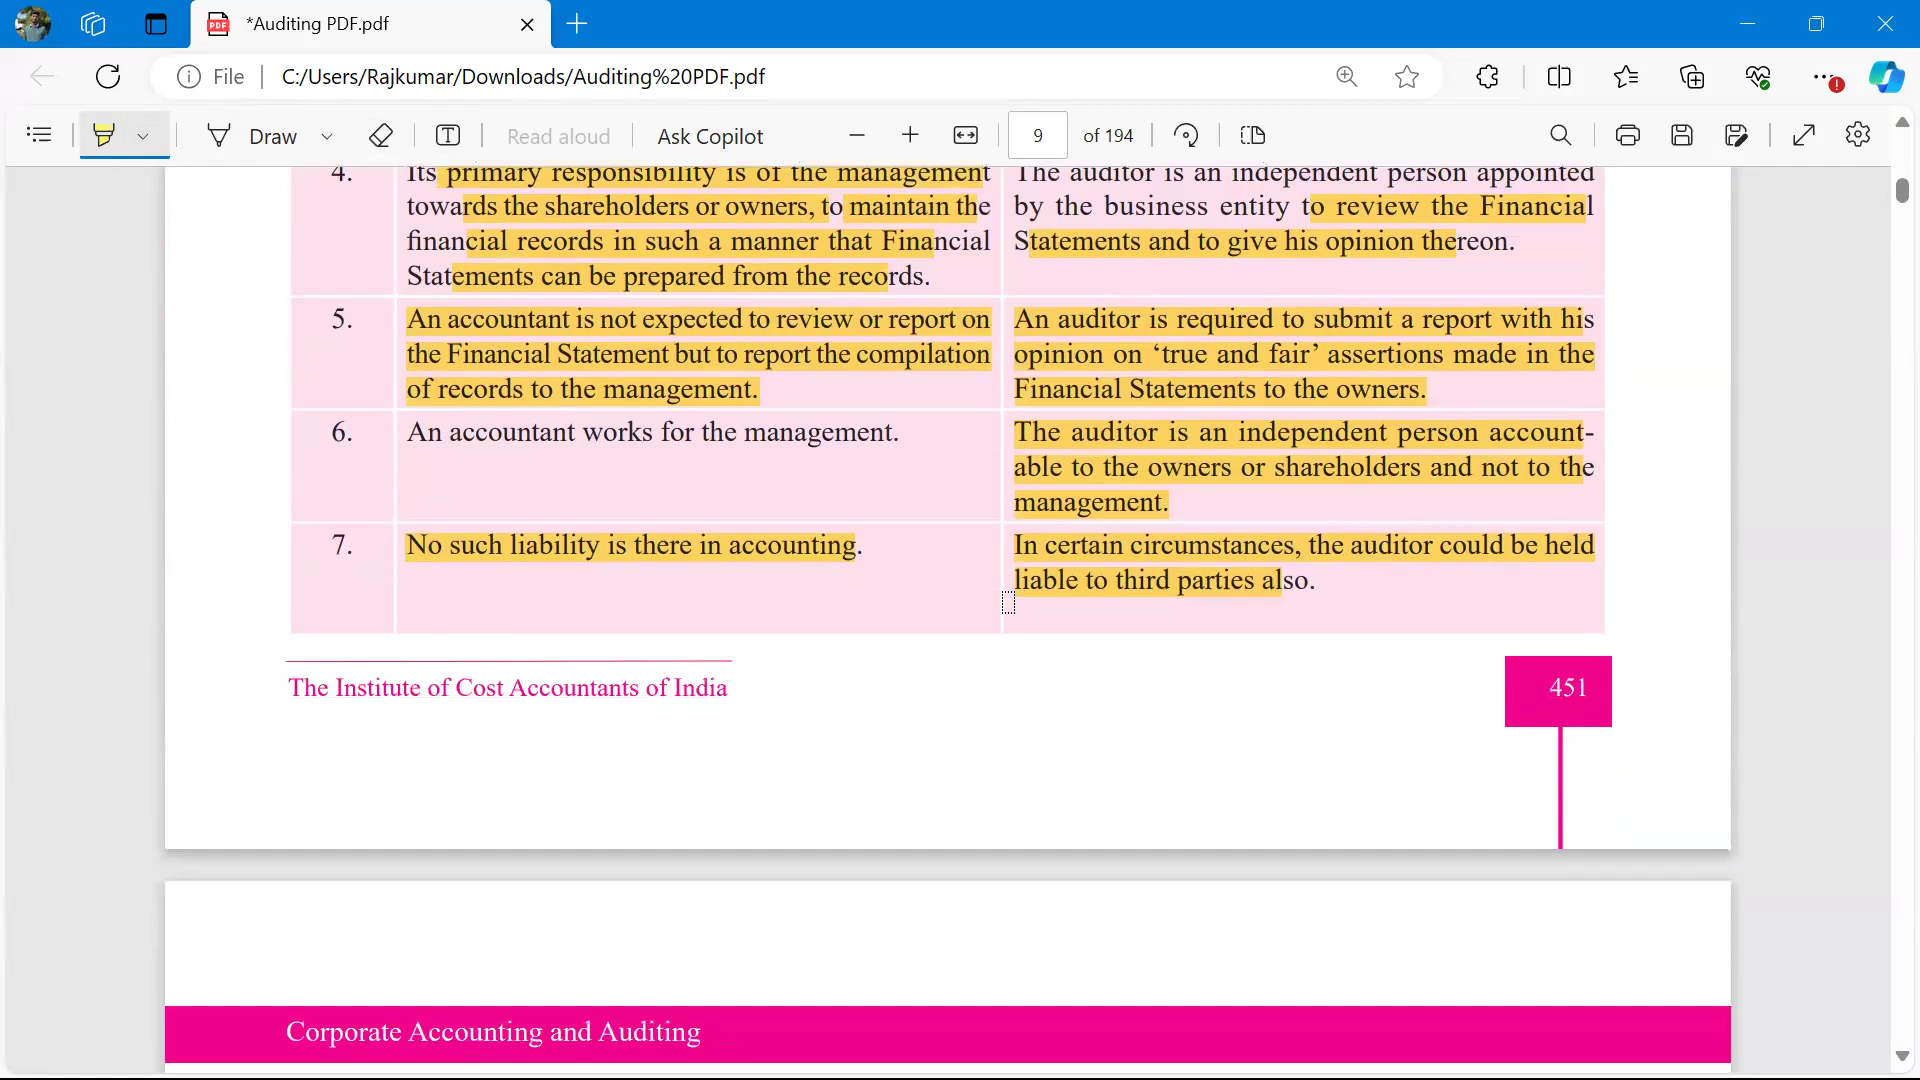 *Auditing PDF.pdf
File
C:/Users/Rajkumar/Downloads/Auditing%20PDF.pdf
Draw
Read aloud
Ask Copilot
9
of 194
4.
Its primary responsibility is of the management
towards the shareholders or owners, to maintain the
financial records in such a manner that Financial
Statements can be prepared from the records.
The auditor is an independent person appointed
by the business entity to review the Financial
Statements and to give his opinion thereon.
5.
An accountant is not expected to review or report on
the Financial Statement but to report the compilation
of records to the management.
An auditor is required to submit a report with his
opinion on ‘true and fair’ assertions made in the
Financial Statements to the owners.
6.
An accountant works for the management.
The auditor is an independent person account-
able to the owners or shareholders and not to the
management.
7.
No such liability is there in accounting.
In certain circumstances, the auditor could be held
liable to third parties also.
The Institute of Cost Accountants of India
451
Corporate Accounting and Auditing